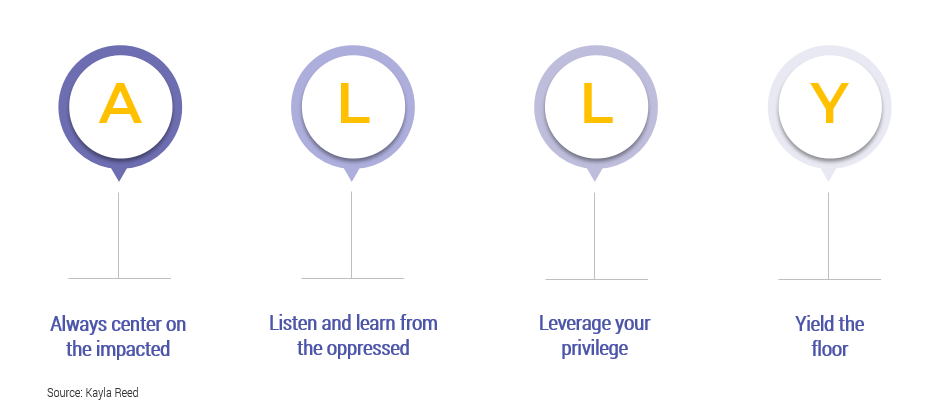 A
L
L
Y
Always center on
the impacted
Listen and learn from
the oppressed
Leverage your
privilege
Yield the
floor
Source: Kayla Reed